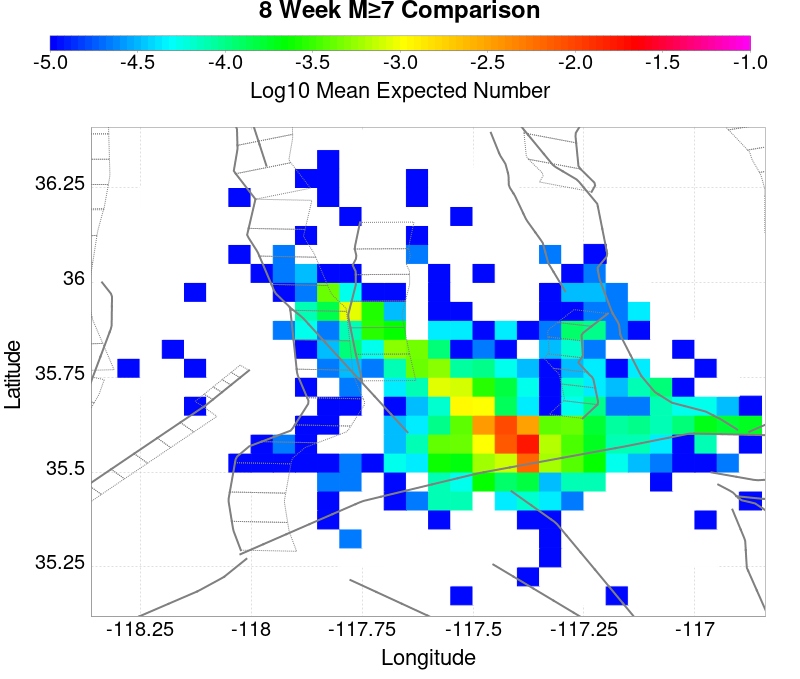 8 Week M≥7 Comparison
-5.0 -4.5 -4.0 -3.5 -3.0 -2.5 -2.0 -1.5 -1.0
Log10 Mean Expected Number
36.25
36
35.75
35.5
35.25
Latitude
-118.25 -118 -117.75 -117.5 -117.25 -117
Longitude